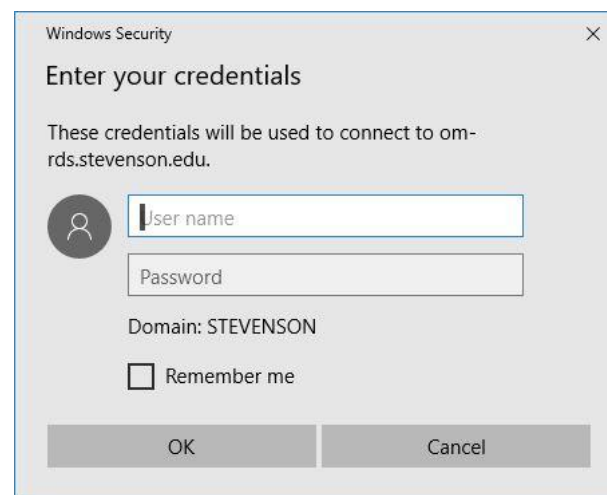 Windows Security
Enter your credentials
These credentials will be used to connect to om-
rds.stevenson.edu.
User name
Password
Domain: STEVENSON
Remember me
OK Cancel